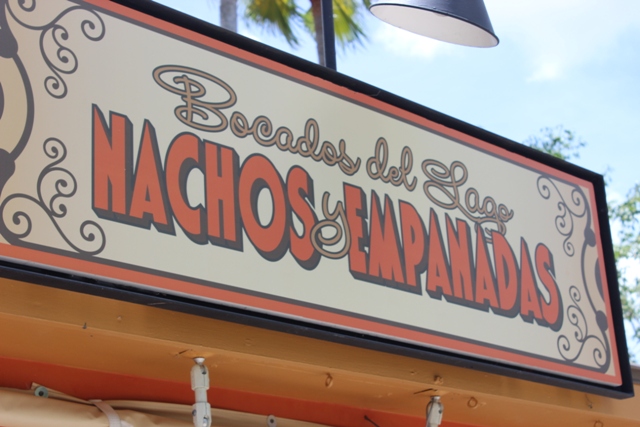 Bocados del Lago
NACHOS y EMPANADAS